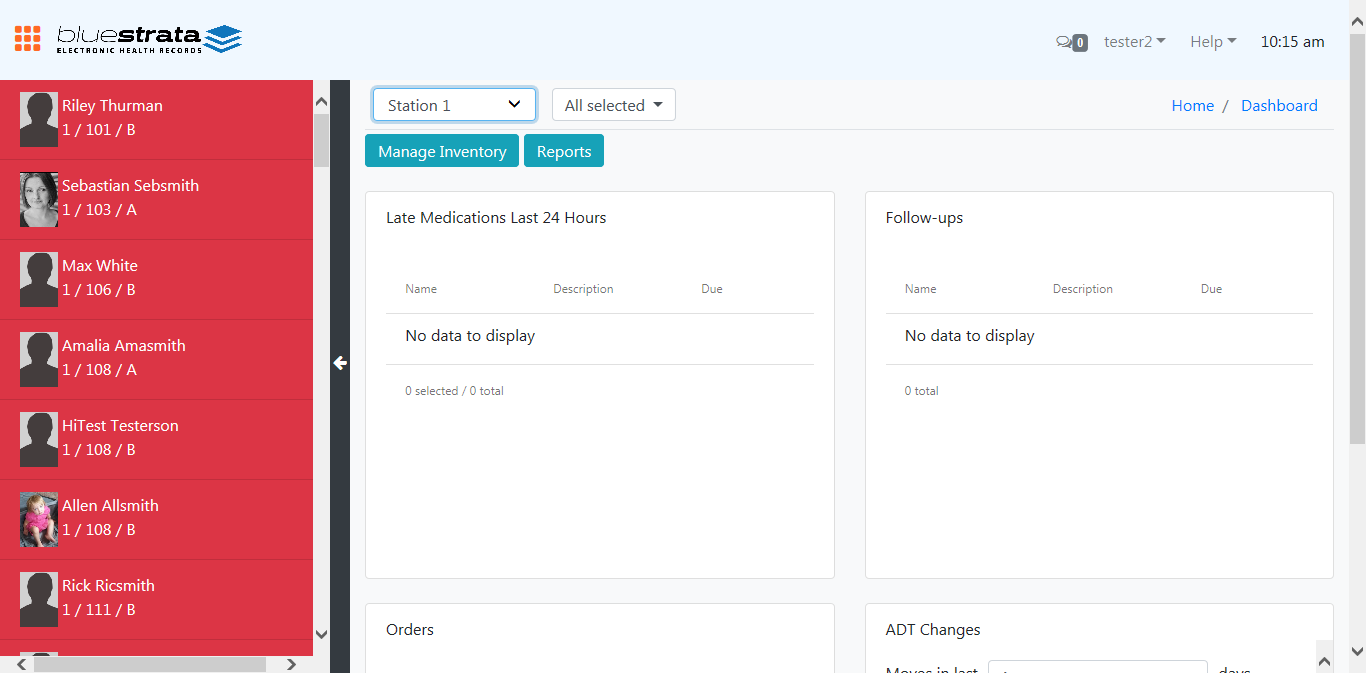 bluestrata
ELECTRONIC HEALTH RECORDS
0
tester2
Help
10:15 am
Riley Thurman
1 / 101 / B
Sebastian Sebsmith
1 / 103 / A
Max White
1 / 106 / B
Amalia Amasmith
1 / 108 / A
HiTest Testerson
1 / 108 / B
Allen Allsmith
1 / 108 / B
Rick Ricsmith
1 / 111 / B
Station 1
All selected
Home / Dashboard
Manage Inventory
Reports
Late Medications Last 24 Hours
Name Description Due
No data to display
0 selected / 0 total
Follow-ups
Name Description Due
No data to display
0 total
Orders
ADT Changes
Moves in last days